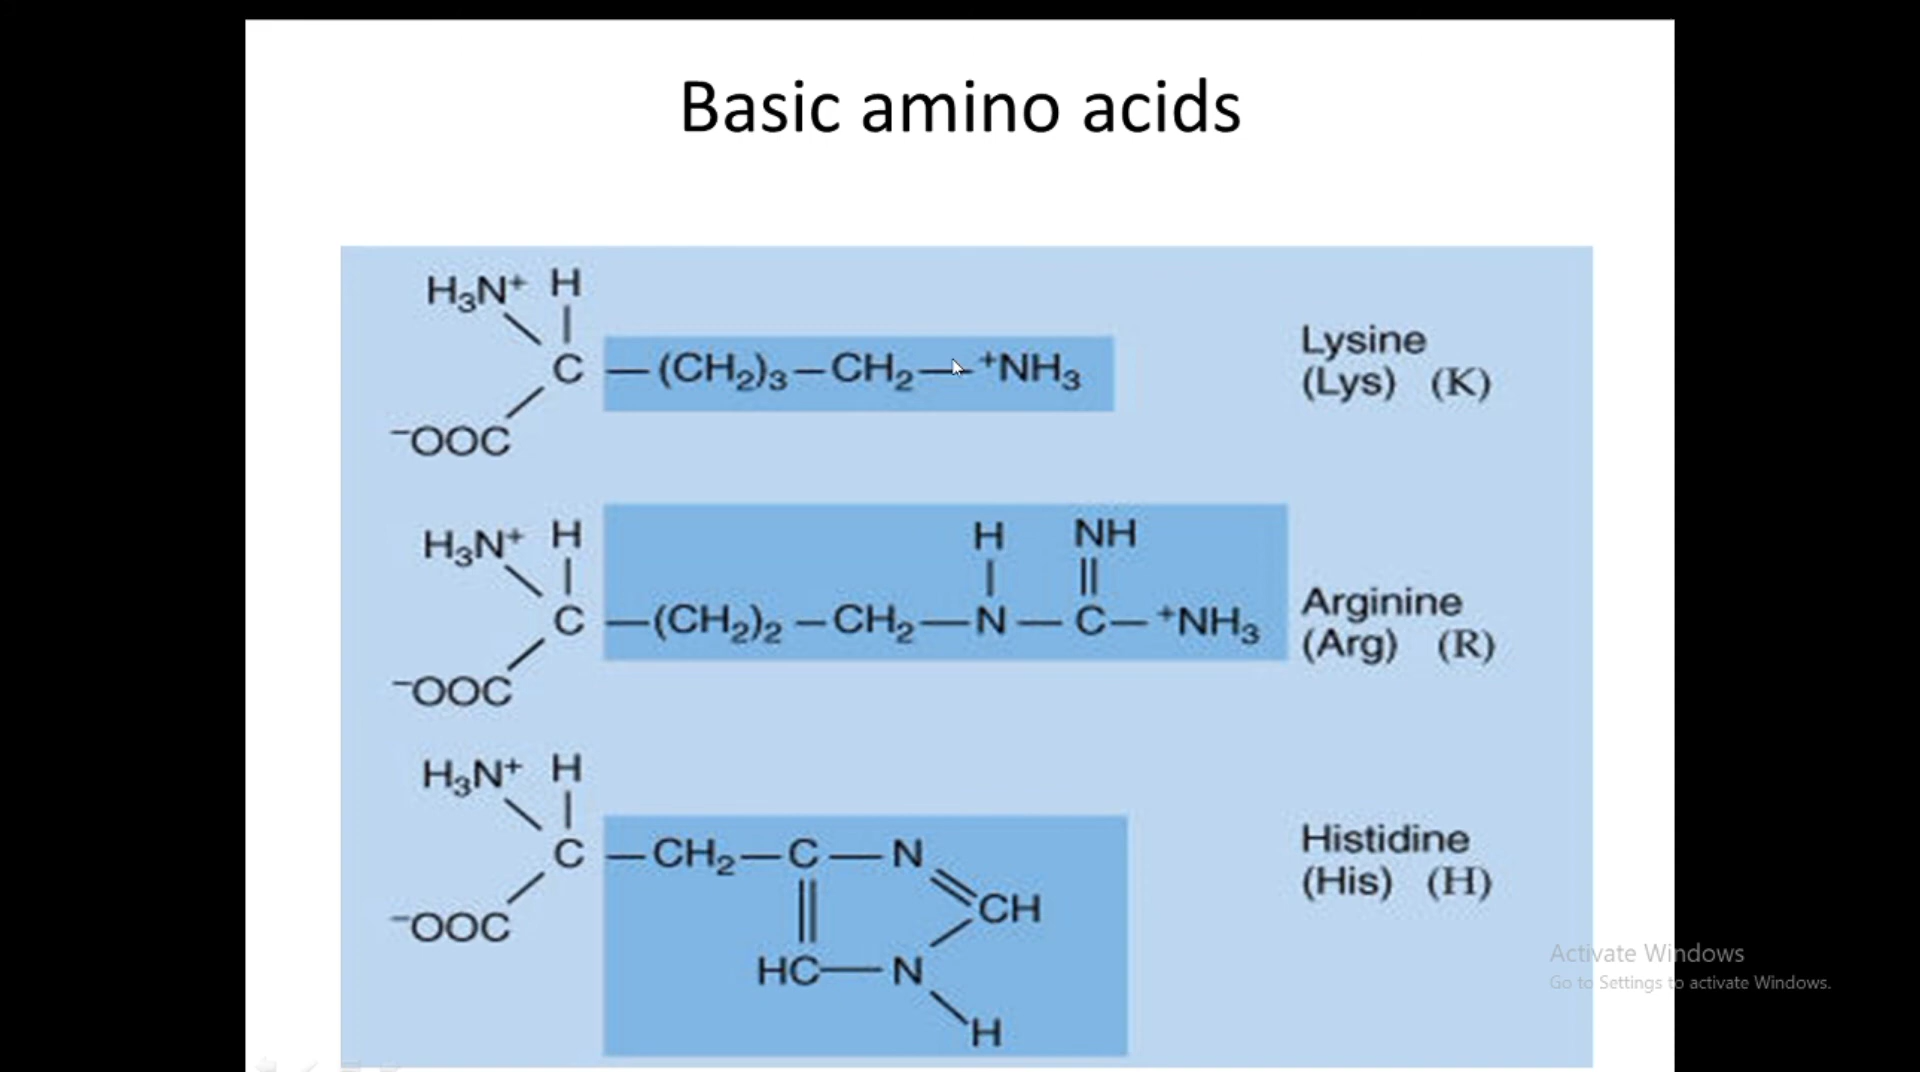 Basic amino acids
H₃N⁺ H
C —(CH₂)₃—CH₂—⁺NH₃
⁻OOC
Lysine
(Lys) (K)
H₃N⁺ H H NH
C —(CH₂)₂—CH₂—N—C—⁺NH₃
⁻OOC
Arginine
(Arg) (R)
H₃N⁺ H
C —CH₂—C—N
CH
⁻OOC
HC—N
H
Histidine
(His) (H)
Activate Windows
Go to Settings to activate Windows.